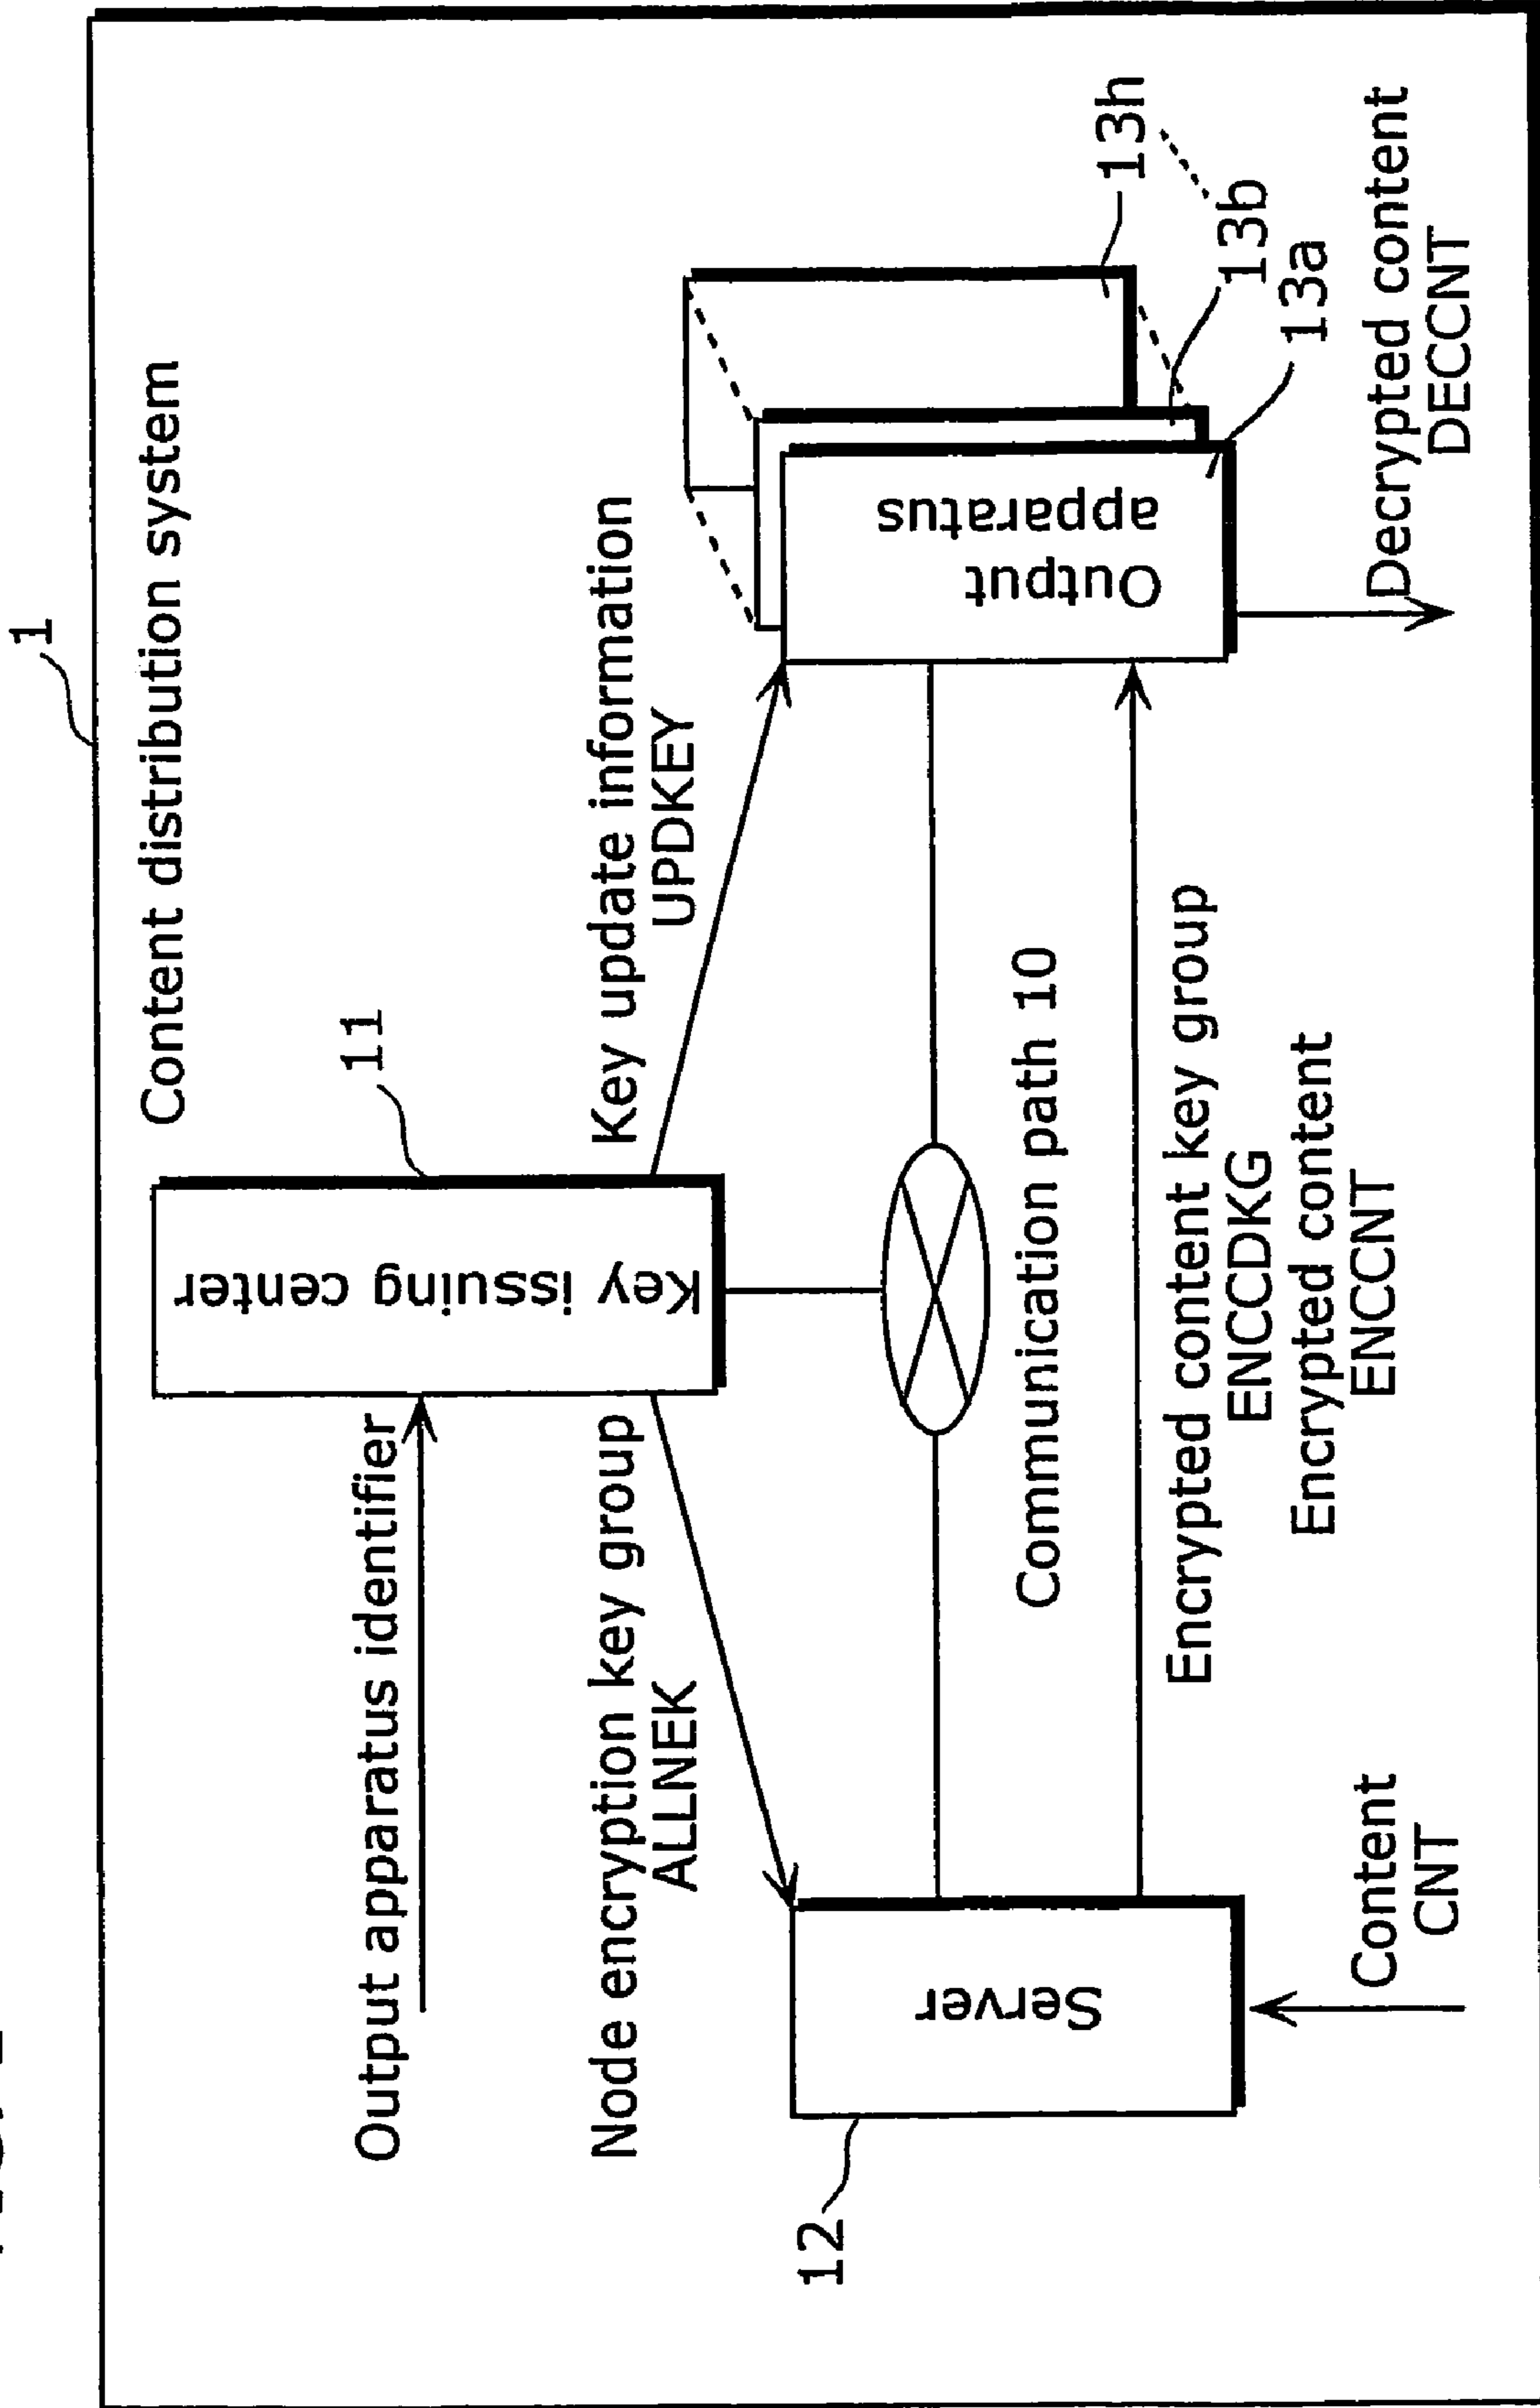 1
Content distribution system
Output apparatus identifier
11
Key issuing center
Node encryption key group
ALLNEK
Key update information
UPDKEY
12
Server
Communication path 10
Output
apparatus
13h
13b
13a
Encrypted content key group
ENCCDKG
Encrypted content
ENCCNT
Content
CNT
Decrypted content
DECCNT